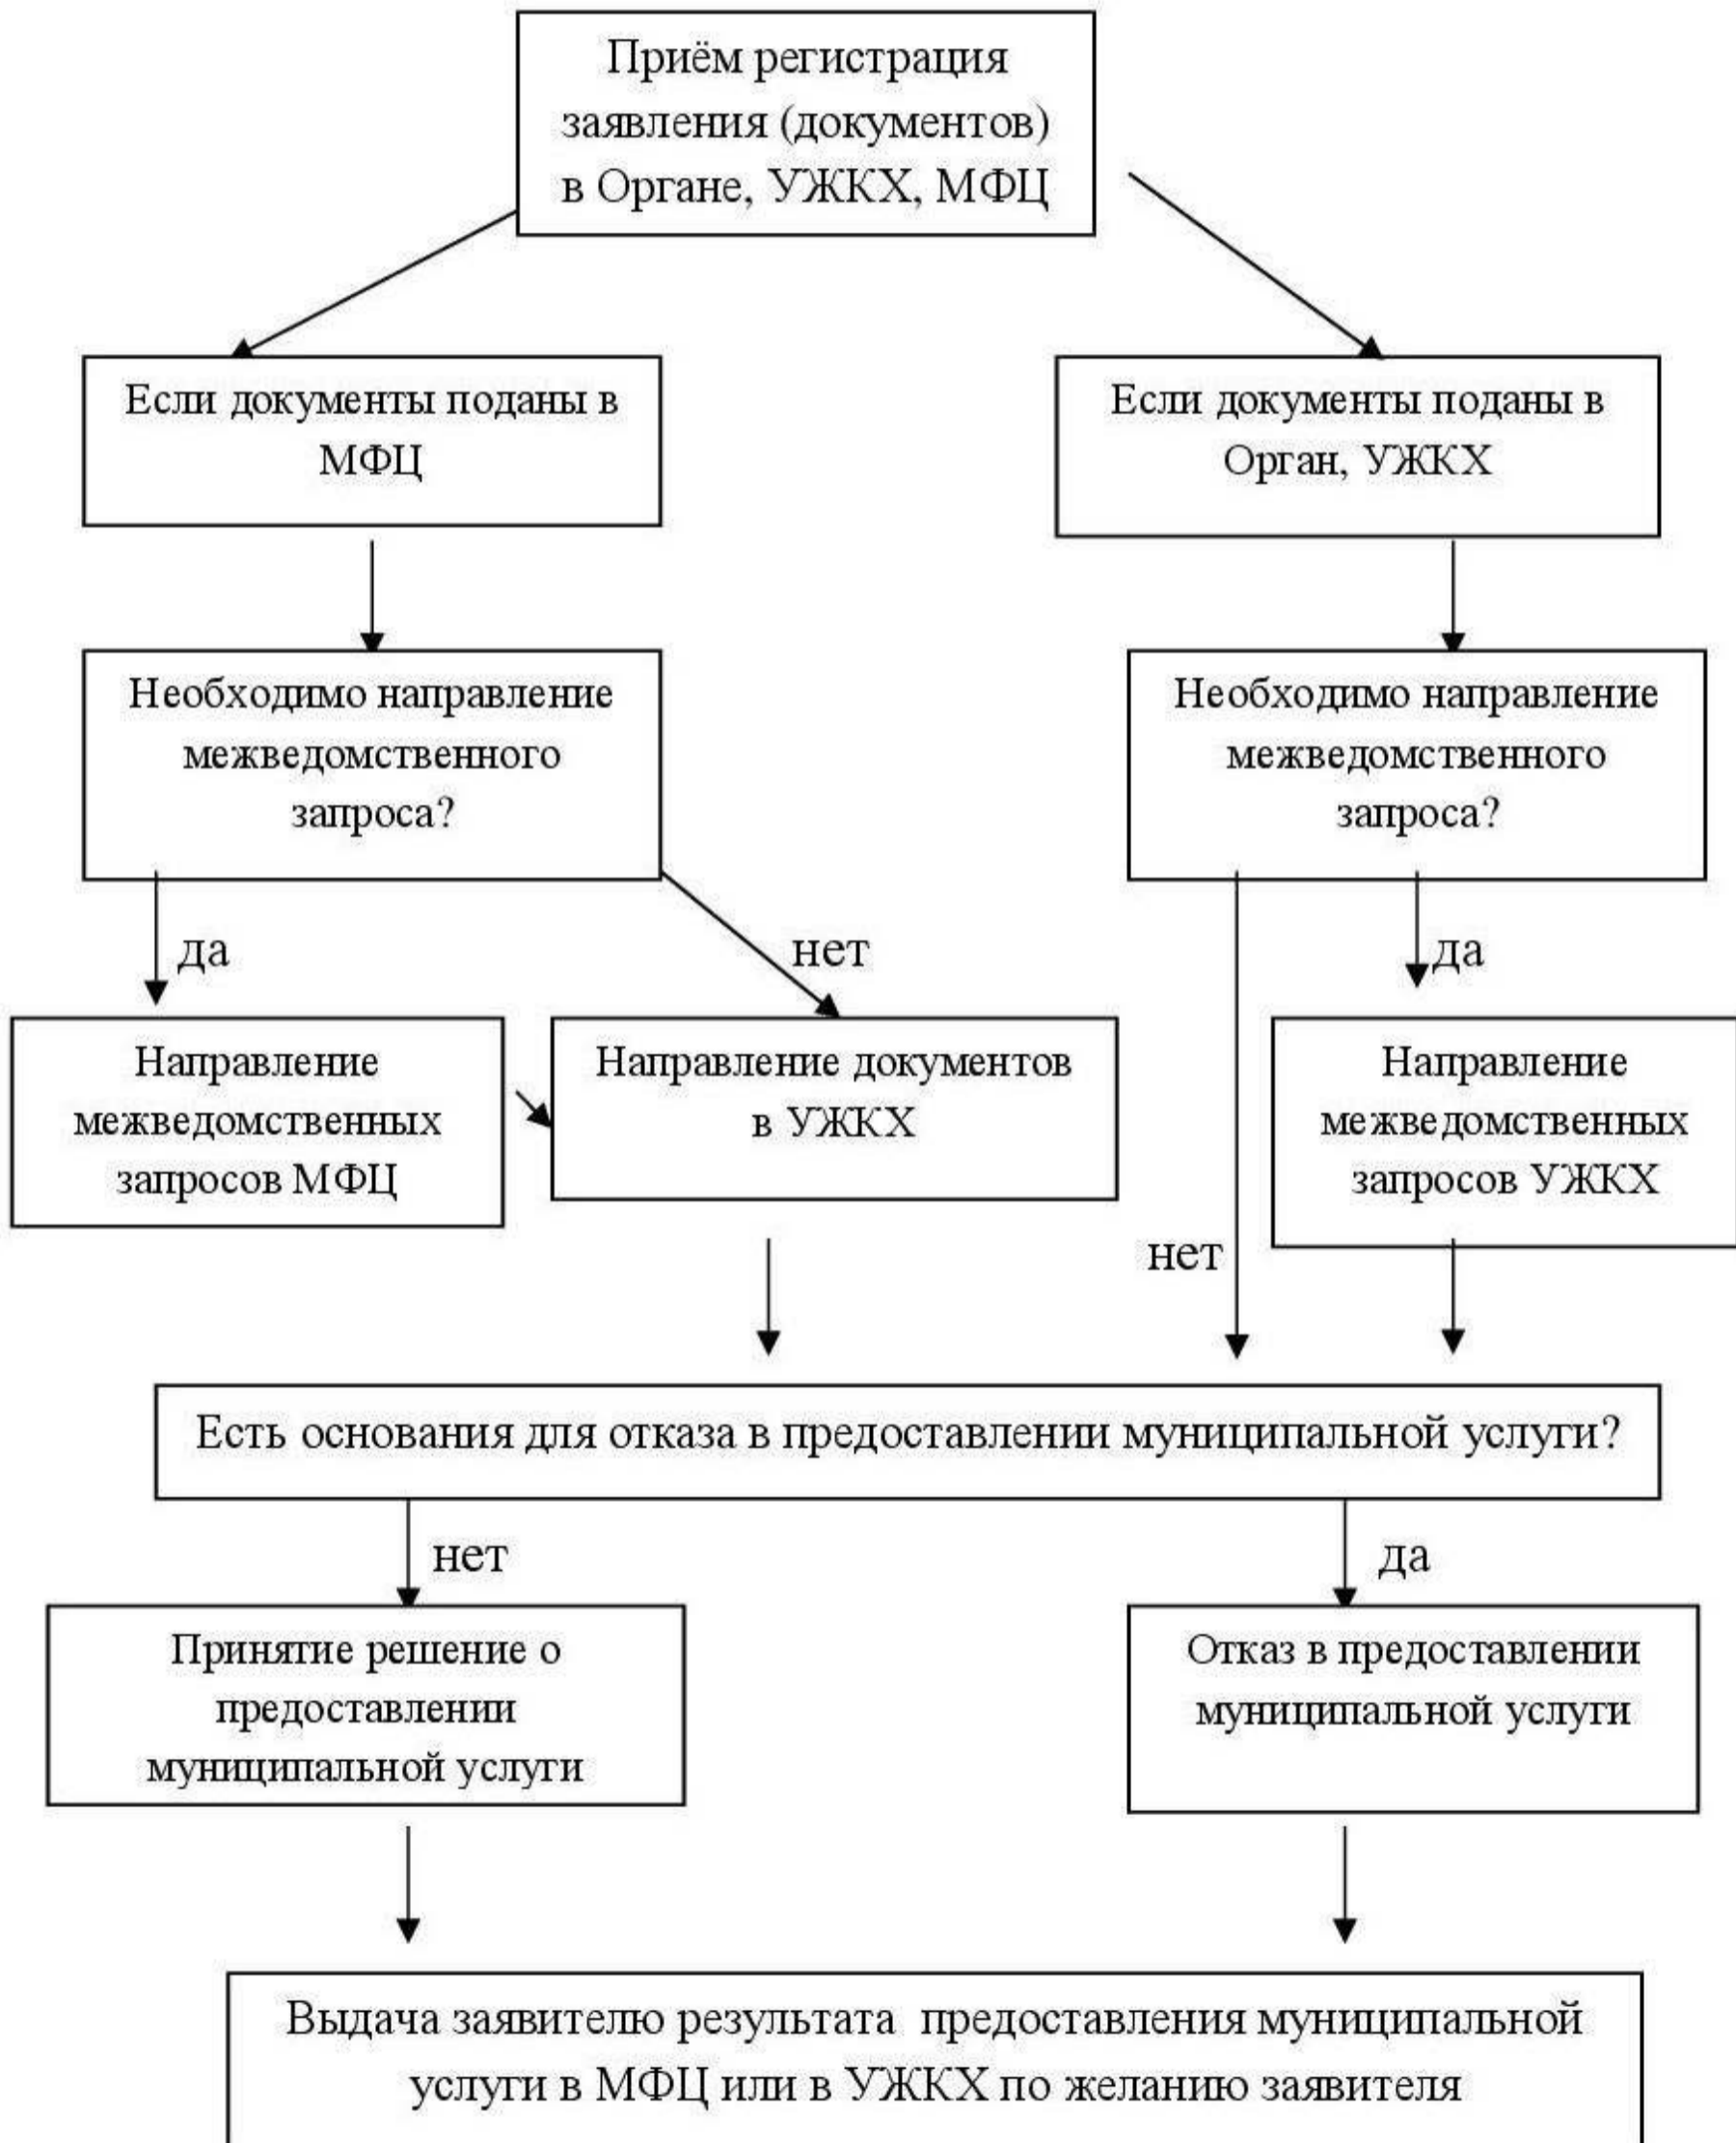 Приём регистрация
заявления (документов)
в Органе, УЖКХ, МФЦ
Если документы поданы в
МФЦ
Если документы поданы в
Орган, УЖКХ
Необходимо направление
межведомственного
запроса?
Необходимо направление
межведомственного
запроса?
да
нет
да
Направление
межведомственных
запросов МФЦ
Направление документов
в УЖКХ
Направление
межведомственных
запросов УЖКХ
нет
Есть основания для отказа в предоставлении муниципальной услуги?
нет
да
Принятие решение о
предоставлении
муниципальной услуги
Отказ в предоставлении
муниципальной услуги
Выдача заявителю результата предоставления муниципальной
услуги в МФЦ или в УЖКХ по желанию заявителя